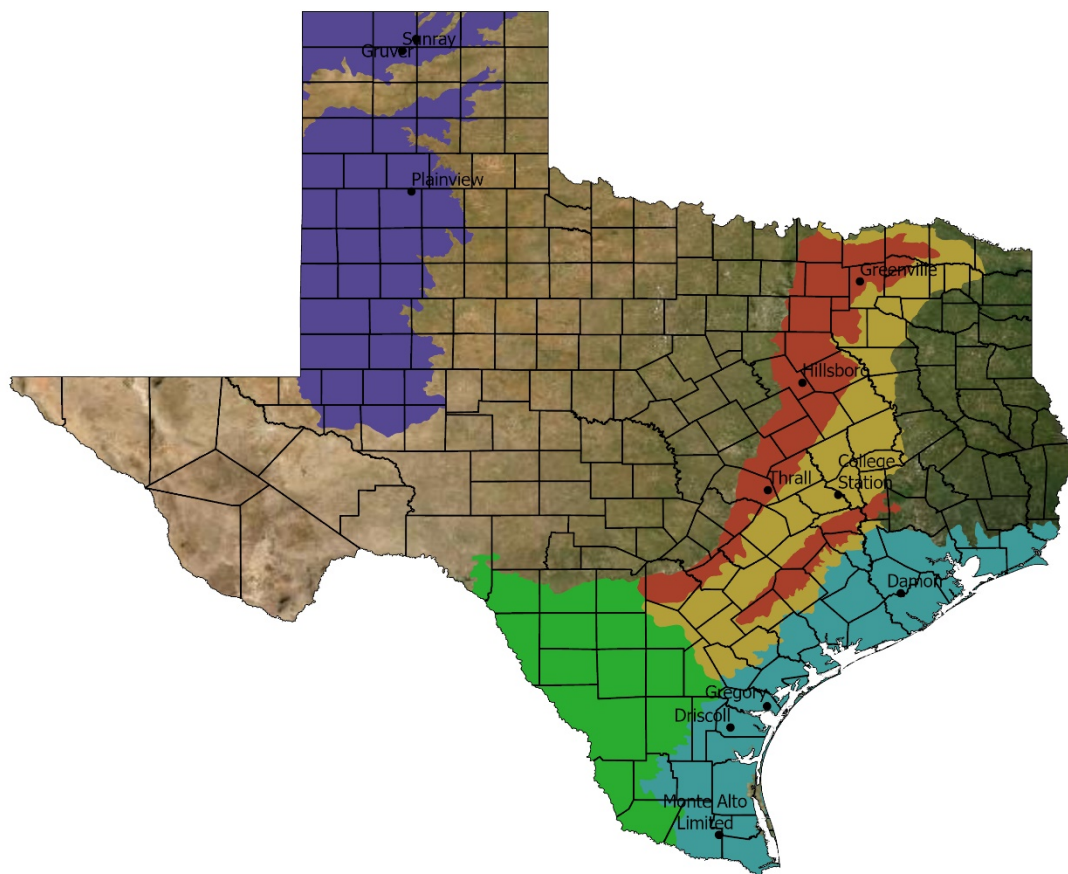 Sunray
Gruver
Plainview
Greenville
Hillsboro
College
Station
Thrall
Damon
Gregory
Driscoll
Monte Alto
Limited